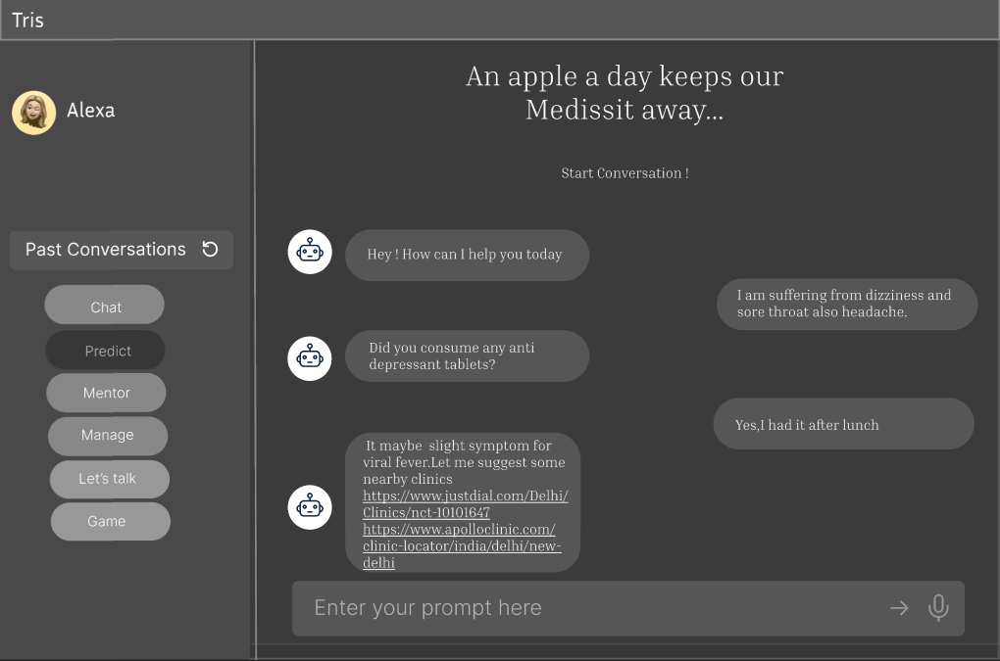 Tris
Alexa
Past Conversations
Chat
Predict
Mentor
Manage
Let's talk
Game
An apple a day keeps our
Medissit away...
Start Conversation !
Hey ! How can I help you today
I am suffering from dizziness and
sore throat also headache.
Did you consume any anti
depressant tablets?
Yes,I had it after lunch
It maybe slight symptom for
viral fever.Let me suggest some
nearby clinics
https://www.justdial.com/Delhi/
Clinics/nct-10101647
https://www.apolloclinic.com/
clinic-locator/india/delhi/new-
delhi
Enter your prompt here